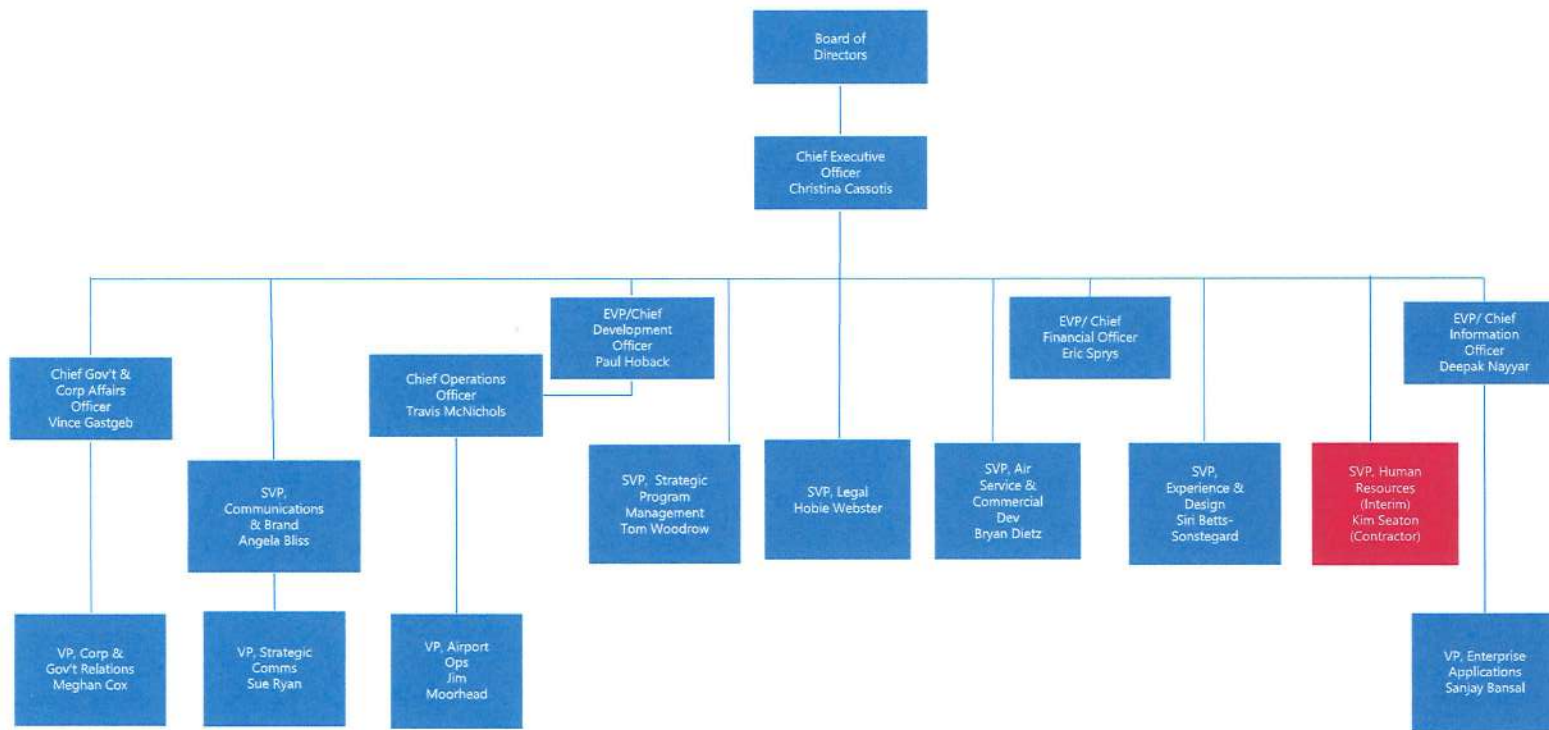 Board of
Directors
Chief Executive
Officer
Christina Cassotis
EVP/Chief
Development
Officer
Paul Hoback
EVP/ Chief
Financial Officer
Eric Sprys
EVP/ Chief
Information
Officer
Deepak Nayyar
Chief Gov't &
Corp Affairs
Officer
Vince Gastgeb
Chief Operations
Officer
Travis McNichols
SVP,
Communications
& Brand
Angela Bliss
SVP, Strategic
Program
Management
Tom Woodrow
SVP, Legal
Hobie Webster
SVP, Air
Service &
Commercial
Dev
Bryan Dietz
SVP,
Experience &
Design
Siri Betts-
Sonstegard
SVP, Human
Resources
(Interim)
Kim Seaton
(Contractor)
VP, Corp &
Gov't Relations
Meghan Cox
VP, Strategic
Comms
Sue Ryan
VP, Airport
Ops
Jim
Moorhead
VP, Enterprise
Applications
Sanjay Bansal